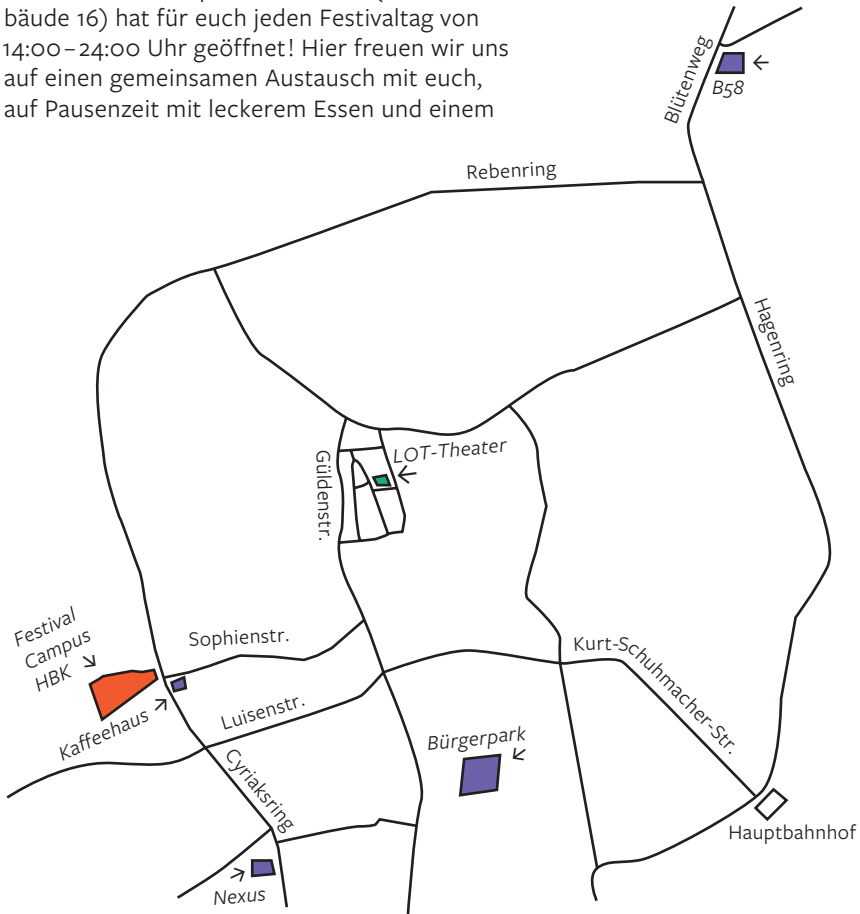 bäude 16) hat für euch jeden Festivaltag von
14:00–24:00 Uhr geöffnet! Hier freuen wir uns
auf einen gemeinsamen Austausch mit euch,
auf Pausenzeit mit leckerem Essen und einem
Blütenweg
B58
Rebenring
Hagenring
LOT-Theater
Güldenstr.
Festival
Campus
HBK
Sophienstr.
Kurt-Schuhmacher-Str.
Kaffeehaus
Luisenstr.
Bürgerpark
Cyriaksring
Hauptbahnhof
Nexus